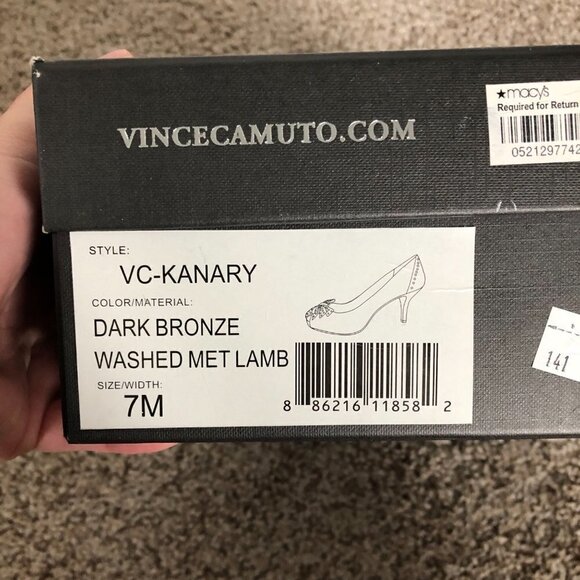 ★macy's
Required for Return
0521297742
VINCECAMUTO.COM
STYLE:
VC-KANARY
COLOR/MATERIAL:
DARK BRONZE
WASHED MET LAMB
SIZE/WIDTH:
7M
8 86216 11858 2
141